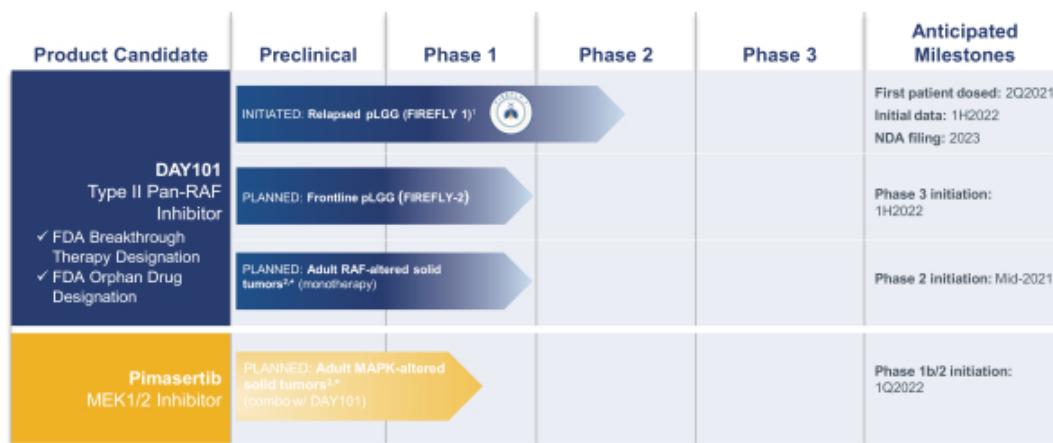 Product Candidate
Preclinical
Phase 1
Phase 2
Phase 3
Anticipated
Milestones
DAY101
Type II Pan-RAF
Inhibitor
✓ FDA Breakthrough
Therapy Designation
✓ FDA Orphan Drug
Designation
INITIATED: Relapsed pLGG (FIREFLY 1)¹
First patient dosed: 2Q2021
Initial data: 1H2022
NDA filing: 2023
PLANNED: Frontline pLGG (FIREFLY-2)
Phase 3 initiation:
1H2022
PLANNED: Adult RAF-altered solid
tumors²,* (monotherapy)
Phase 2 initiation: Mid-2021
Pimasertib
MEK1/2 Inhibitor
PLANNED: Adult MAPK-altered
solid tumors²,*
(combo w/ DAY101)
Phase 1b/2 initiation:
1Q2022